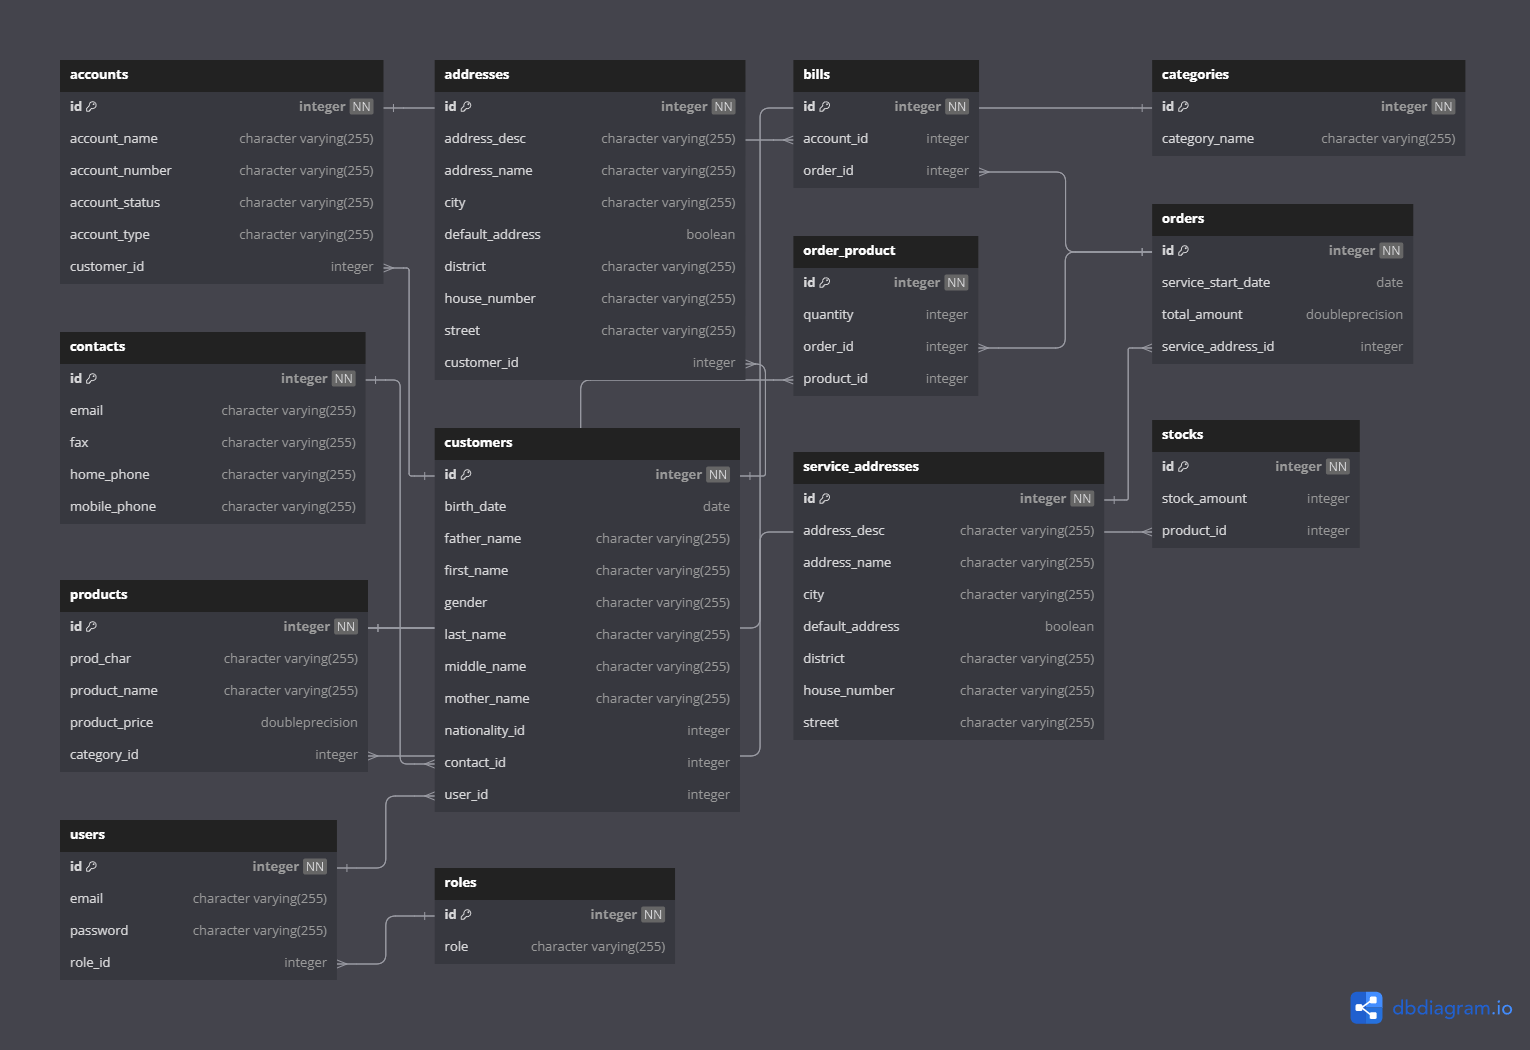 accounts
id integer NN
account_name character varying(255)
account_number character varying(255)
account_status character varying(255)
account_type character varying(255)
customer_id integer
addresses
id integer NN
address_desc character varying(255)
address_name character varying(255)
city character varying(255)
default_address boolean
district character varying(255)
house_number character varying(255)
street character varying(255)
customer_id integer
bills
id integer NN
account_id integer
order_id integer
categories
id integer NN
category_name character varying(255)
order_product
id integer NN
quantity integer
order_id integer
product_id integer
orders
id integer NN
service_start_date date
total_amount doubleprecision
service_address_id integer
contacts
id integer NN
email character varying(255)
fax character varying(255)
home_phone character varying(255)
mobile_phone character varying(255)
customers
id integer NN
birth_date date
father_name character varying(255)
first_name character varying(255)
gender character varying(255)
last_name character varying(255)
middle_name character varying(255)
mother_name character varying(255)
nationality_id integer
contact_id integer
user_id integer
service_addresses
id integer NN
address_desc character varying(255)
address_name character varying(255)
city character varying(255)
default_address boolean
district character varying(255)
house_number character varying(255)
street character varying(255)
stocks
id integer NN
stock_amount integer
product_id integer
products
id integer NN
prod_char character varying(255)
product_name character varying(255)
product_price doubleprecision
category_id integer
users
id integer NN
email character varying(255)
password character varying(255)
role_id integer
roles
id integer NN
role character varying(255)
dbdiagram.io